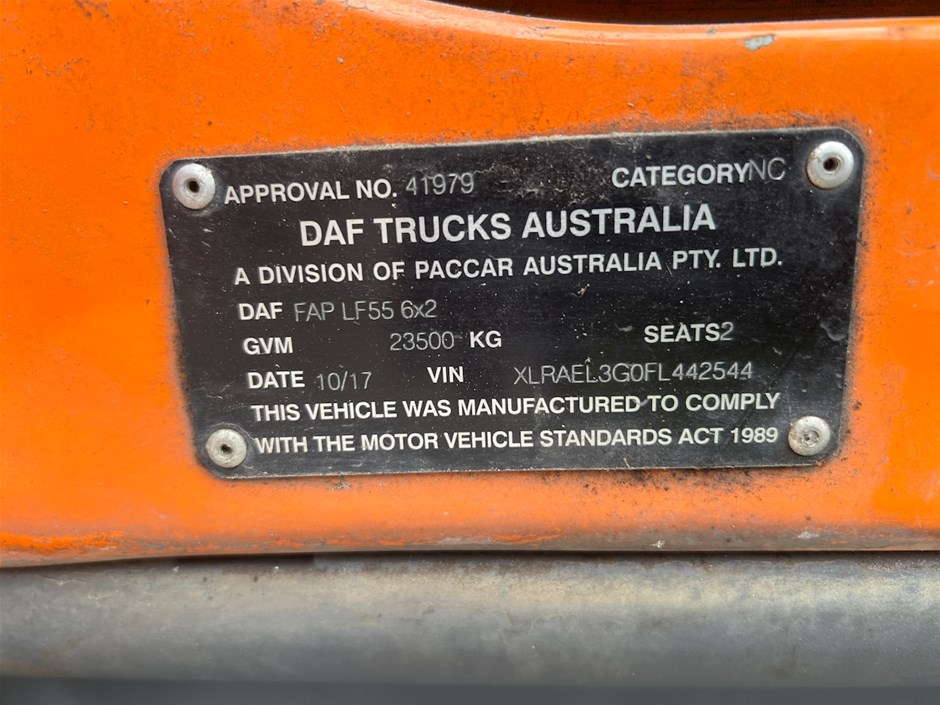 APPROVAL NO. 41979 CATEGORY NC
DAF TRUCKS AUSTRALIA
A DIVISION OF PACCAR AUSTRALIA PTY. LTD.
DAF FAP LF55 6x2
GVM 23500 KG SEATS 2
DATE 10/17 VIN XLRAEL3G0FL442544
THIS VEHICLE WAS MANUFACTURED TO COMPLY
WITH THE MOTOR VEHICLE STANDARDS ACT 1989